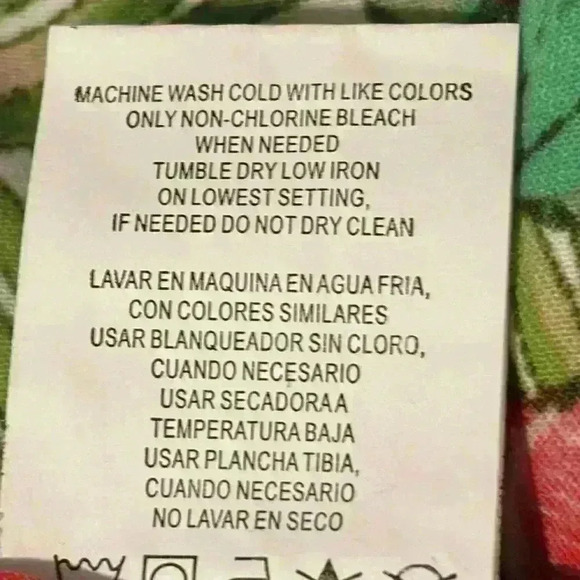 MACHINE WASH COLD WITH LIKE COLORS
ONLY NON-CHLORINE BLEACH
WHEN NEEDED
TUMBLE DRY LOW IRON
ON LOWEST SETTING,
IF NEEDED DO NOT DRY CLEAN
LAVAR EN MAQUINA EN AGUA FRIA,
CON COLORES SIMILARES
USAR BLANQUEADOR SIN CLORO,
CUANDO NECESARIO
USAR SECADORA A
TEMPERATURA BAJA
USAR PLANCHA TIBIA,
CUANDO NECESARIO
NO LAVAR EN SECO